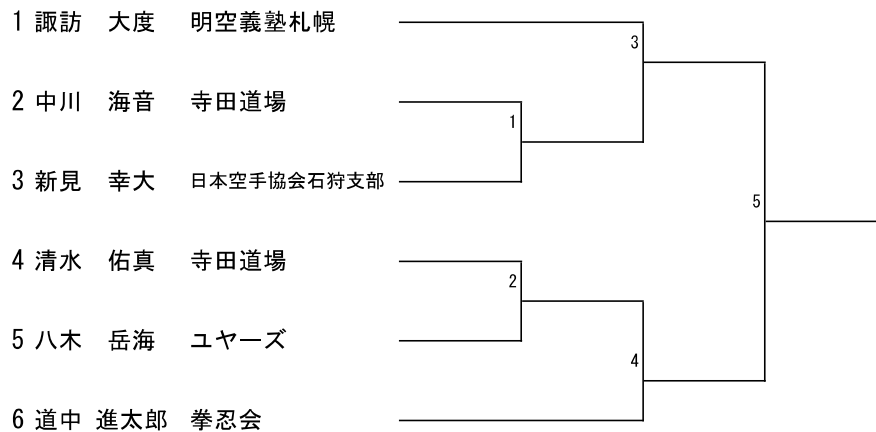 1 諏訪 大度 明空義塾札幌
3
2 中川 海音 寺田道場
1
3 新見 幸大 日本空手協会石狩支部
5
4 清水 佑真 寺田道場
2
5 八木 岳海 ユヤーズ
4
6 道中 進太郎 拳忍会